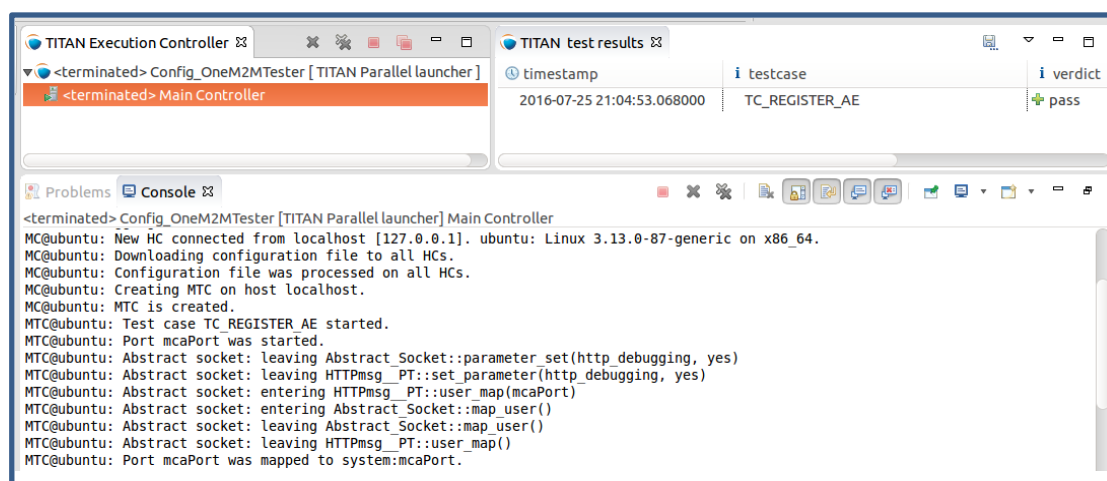 TITAN Execution Controller
<terminated> Config_OneM2MTester [ TITAN Parallel launcher ]
<terminated> Main Controller
TITAN test results
timestamp i testcase i verdict
2016-07-25 21:04:53.068000 TC_REGISTER_AE pass
Problems Console
<terminated> Config_OneM2MTester [TITAN Parallel launcher] Main Controller
MC@ubuntu: New HC connected from localhost [127.0.0.1]. ubuntu: Linux 3.13.0-87-generic on x86_64.
MC@ubuntu: Downloading configuration file to all HCs.
MC@ubuntu: Configuration file was processed on all HCs.
MC@ubuntu: Creating MTC on host localhost.
MC@ubuntu: MTC is created.
MTC@ubuntu: Test case TC_REGISTER_AE started.
MTC@ubuntu: Port mcaPort was started.
MTC@ubuntu: Abstract socket: leaving Abstract_Socket::parameter_set(http_debugging, yes)
MTC@ubuntu: Abstract socket: leaving HTTPmsg__PT::set_parameter(http_debugging, yes)
MTC@ubuntu: Abstract socket: entering HTTPmsg__PT::user_map(mcaPort)
MTC@ubuntu: Abstract socket: entering Abstract_Socket::map_user()
MTC@ubuntu: Abstract socket: leaving Abstract_Socket::map_user()
MTC@ubuntu: Abstract socket: leaving HTTPmsg__PT::user_map()
MTC@ubuntu: Port mcaPort was mapped to system:mcaPort.